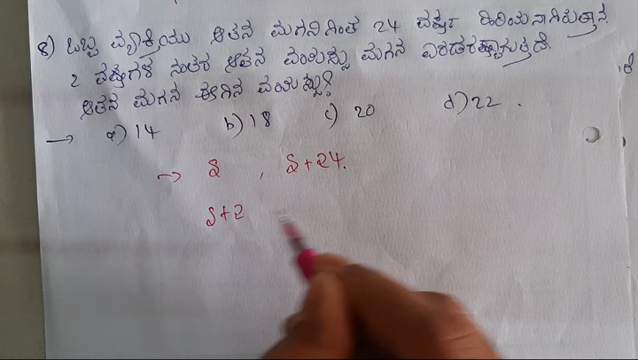 8) ಒಬ್ಬ ವ್ಯಕ್ತಿಯು ಆತನ ಮಗನಿಗಿಂತ 24 ವರ್ಷ ಹಿರಿಯನಾಗಿರುತ್ತಾನೆ.
2 ವರ್ಷಗಳ ನಂತರ ಆತನ ವಯಸ್ಸು ಮಗನ ಎರಡರಷ್ಟಾಗುತ್ತದೆ.
ಆತನ ಮಗನ ಈಗಿನ ವಯಸ್ಸು?
→ a) 14 b) 18 c) 20 d) 22 .
→ S , S+24.
S+2